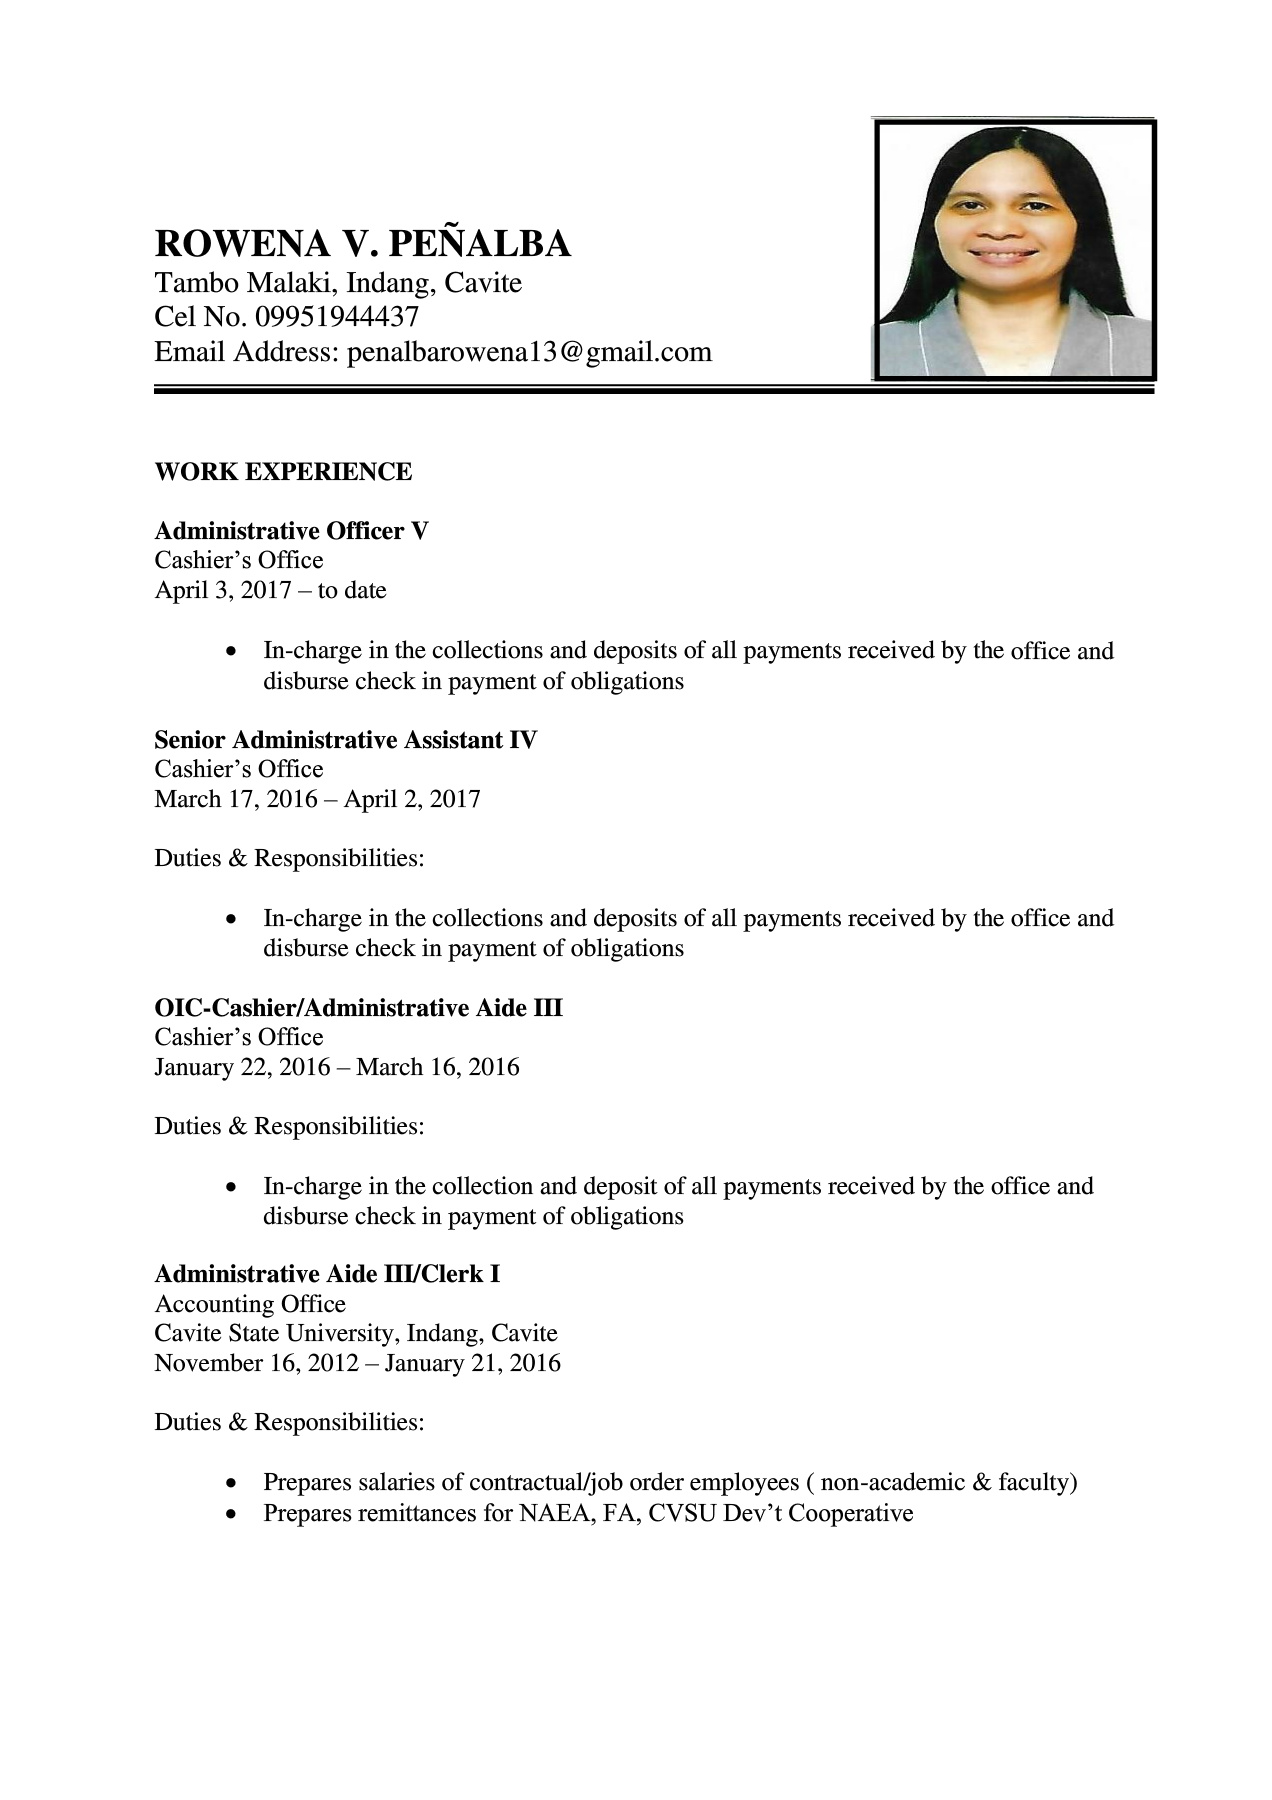 ROWENA V. PEÑALBA
Tambo Malaki, Indang, Cavite
Cel No. 09951944437
Email Address: penalbarowena13@gmail.com
WORK EXPERIENCE
Administrative Officer V
Cashier’s Office
April 3, 2017 – to date
• In-charge in the collections and deposits of all payments received by the office and
disburse check in payment of obligations
Senior Administrative Assistant IV
Cashier’s Office
March 17, 2016 – April 2, 2017
Duties & Responsibilities:
• In-charge in the collections and deposits of all payments received by the office and
disburse check in payment of obligations
OIC-Cashier/Administrative Aide III
Cashier’s Office
January 22, 2016 – March 16, 2016
Duties & Responsibilities:
• In-charge in the collection and deposit of all payments received by the office and
disburse check in payment of obligations
Administrative Aide III/Clerk I
Accounting Office
Cavite State University, Indang, Cavite
November 16, 2012 – January 21, 2016
Duties & Responsibilities:
• Prepares salaries of contractual/job order employees ( non-academic & faculty)
• Prepares remittances for NAEA, FA, CVSU Dev’t Cooperative